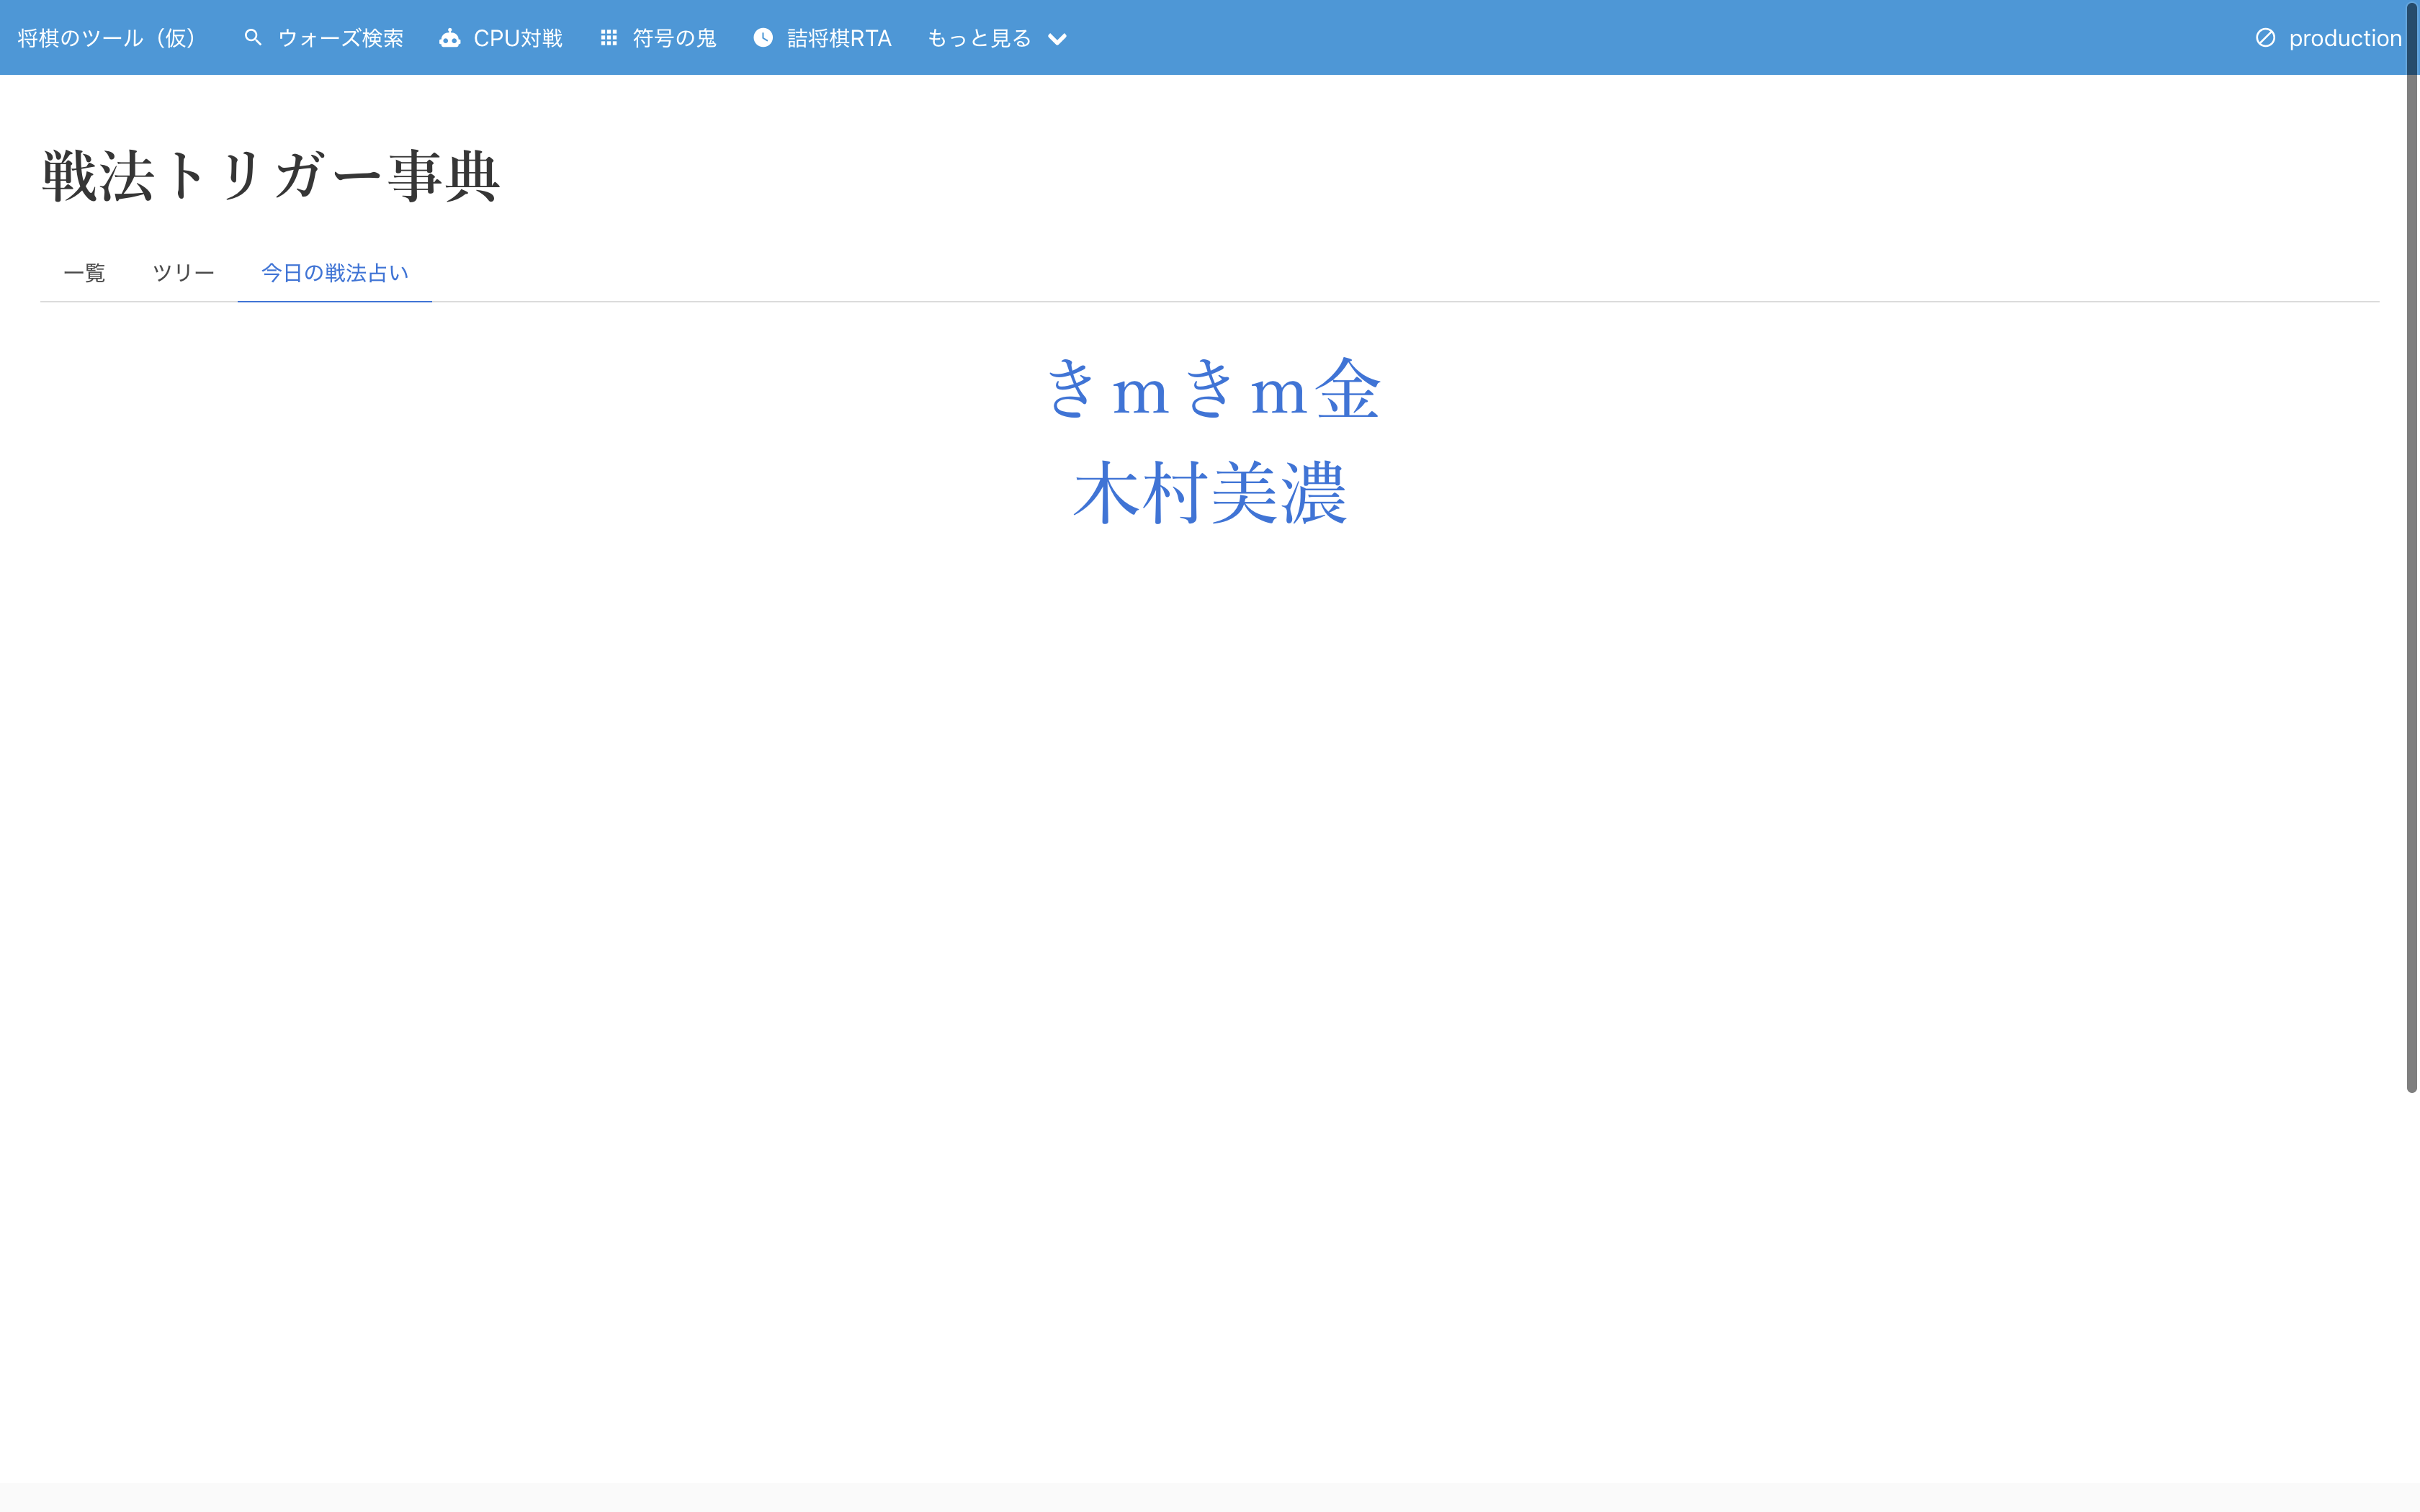 将棋のツール（仮） ウォーズ検索 CPU対戦 符号の鬼 詰将棋RTA もっと見る production
戦法トリガー事典
一覧 ツリー 今日の戦法占い
きｍきｍ金
木村美濃